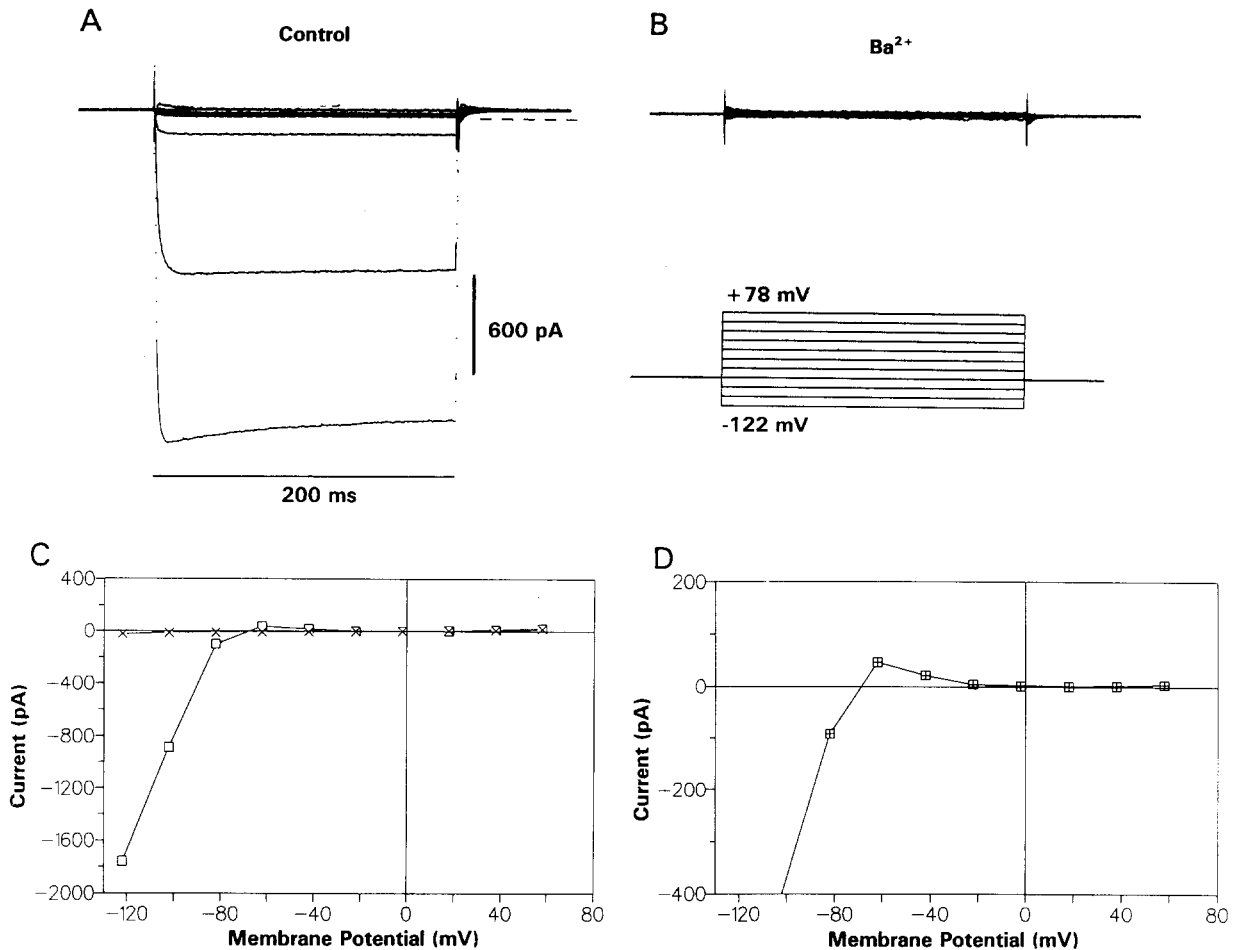 A
Control
B
Ba²⁺
600 pA
200 ms
+78 mV
-122 mV
C
400
0
−400
−800
−1200
−1600
−2000
−120
−80
−40
0
40
80
Current (pA)
Membrane Potential (mV)
D
200
0
−200
−400
−120
−80
−40
0
40
80
Current (pA)
Membrane Potential (mV)